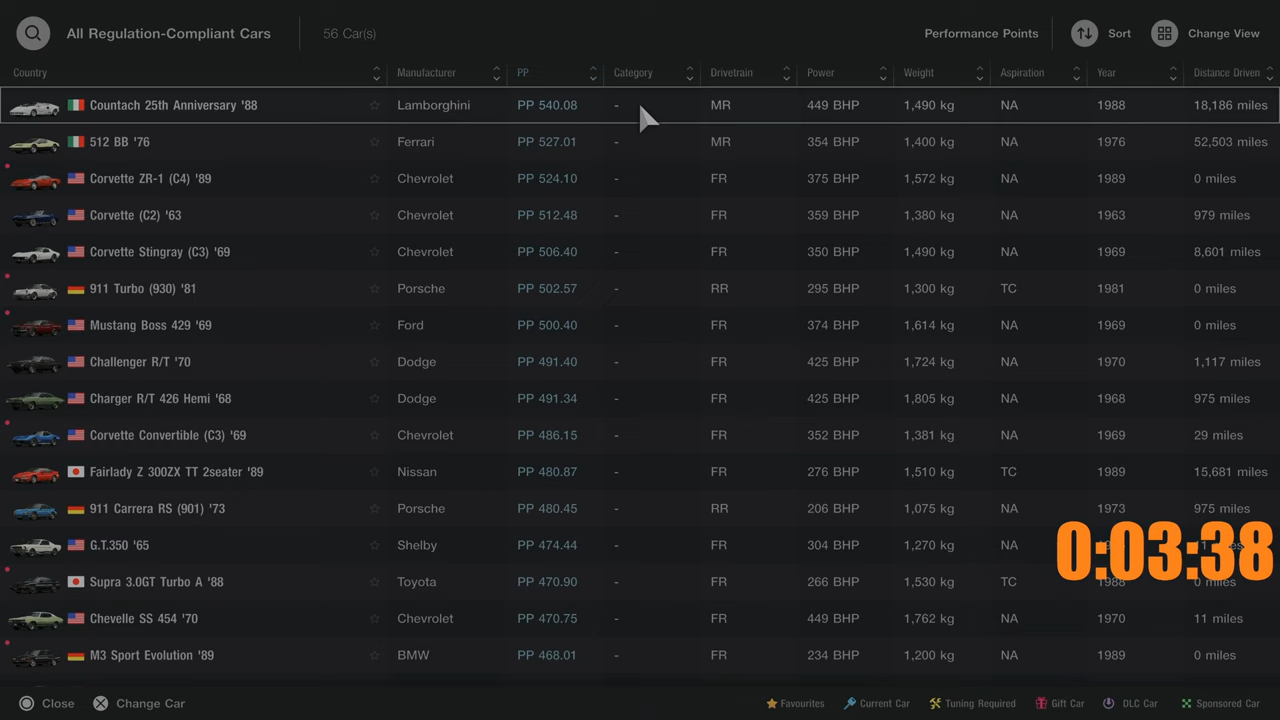 All Regulation-Compliant Cars 56 Car(s) Performance Points Sort Change View
Country Manufacturer PP Category Drivetrain Power Weight Aspiration Year Distance Driven
Countach 25th Anniversary '88 Lamborghini PP 540.08 - MR 449 BHP 1,490 kg NA 1988 18,186 miles
512 BB '76 Ferrari PP 527.01 - MR 354 BHP 1,400 kg NA 1976 52,503 miles
Corvette ZR-1 (C4) '89 Chevrolet PP 524.10 - FR 375 BHP 1,572 kg NA 1989 0 miles
Corvette (C2) '63 Chevrolet PP 512.48 - FR 359 BHP 1,380 kg NA 1963 979 miles
Corvette Stingray (C3) '69 Chevrolet PP 506.40 - FR 350 BHP 1,490 kg NA 1969 8,601 miles
911 Turbo (930) '81 Porsche PP 502.57 - RR 295 BHP 1,300 kg TC 1981 0 miles
Mustang Boss 429 '69 Ford PP 500.40 - FR 374 BHP 1,614 kg NA 1969 0 miles
Challenger R/T '70 Dodge PP 491.40 - FR 425 BHP 1,724 kg NA 1970 1,117 miles
Charger R/T 426 Hemi '68 Dodge PP 491.34 - FR 425 BHP 1,805 kg NA 1968 975 miles
Corvette Convertible (C3) '69 Chevrolet PP 486.15 - FR 352 BHP 1,381 kg NA 1969 29 miles
Fairlady Z 300ZX TT 2seater '89 Nissan PP 480.87 - FR 276 BHP 1,510 kg TC 1989 15,681 miles
911 Carrera RS (901) '73 Porsche PP 480.45 - RR 206 BHP 1,075 kg NA 1973 975 miles
G.T.350 '65 Shelby PP 474.44 - FR 304 BHP 1,270 kg NA
0:03:38
Supra 3.0GT Turbo A '88 Toyota PP 470.90 - FR 266 BHP 1,530 kg TC 1988 0 miles
Chevelle SS 454 '70 Chevrolet PP 470.75 - FR 449 BHP 1,762 kg NA 1970 11 miles
M3 Sport Evolution '89 BMW PP 468.01 - FR 234 BHP 1,200 kg NA 1989 0 miles
Close Change Car Favourites Current Car Tuning Required Gift Car DLC Car Sponsored Car